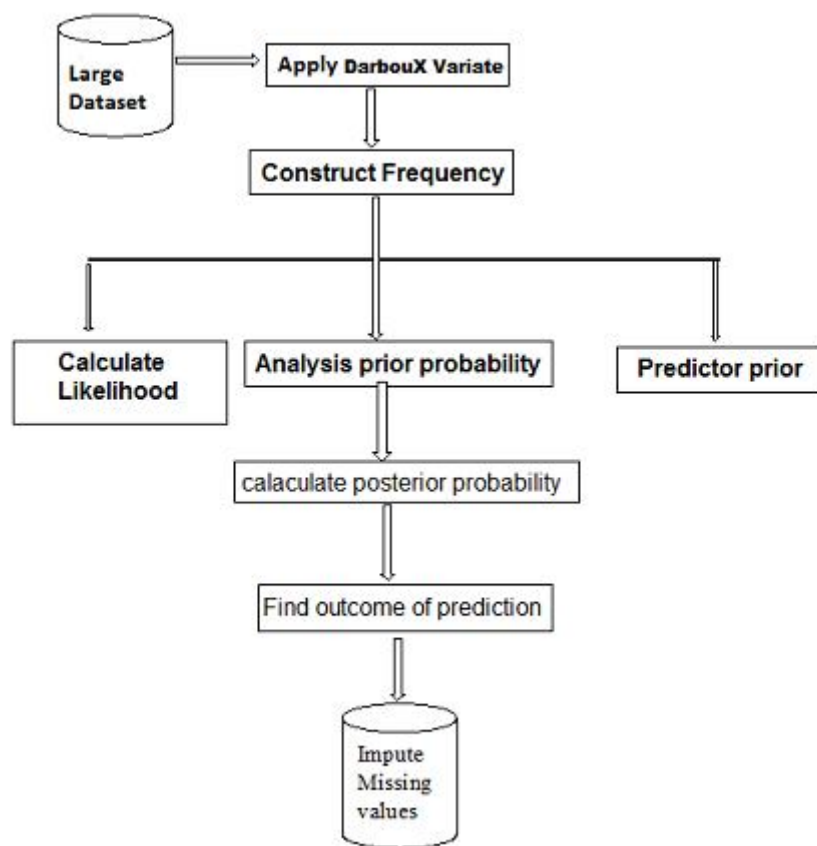 Large
Dataset
Apply DarbouX Variate
Construct Frequency
Calculate
Likelihood
Analysis prior probability
Predictor prior
calaculate posterior probability
Find outcome of prediction
Impute
Missing
values